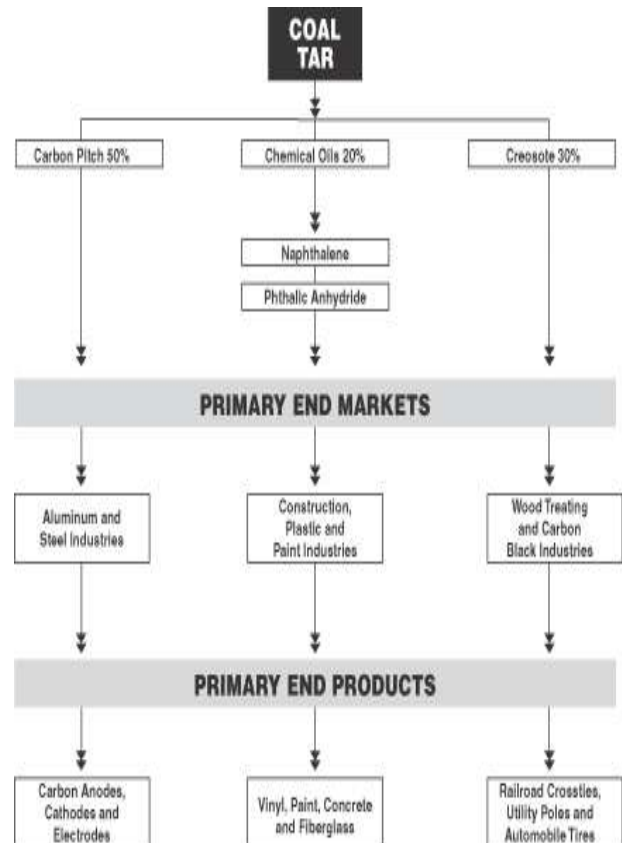 COAL
TAR
Carbon Pitch 50%
Chemical Oils 20%
Creosote 30%
Naphthalene
Phthalic Anhydride
PRIMARY END MARKETS
Aluminum and
Steel Industries
Construction,
Plastic and
Paint Industries
Wood Treating
and Carbon
Black Industries
PRIMARY END PRODUCTS
Carbon Anodes,
Cathodes and
Electrodes
Vinyl, Paint, Concrete
and Fiberglass
Railroad Crossties,
Utility Poles and
Automobile Tires